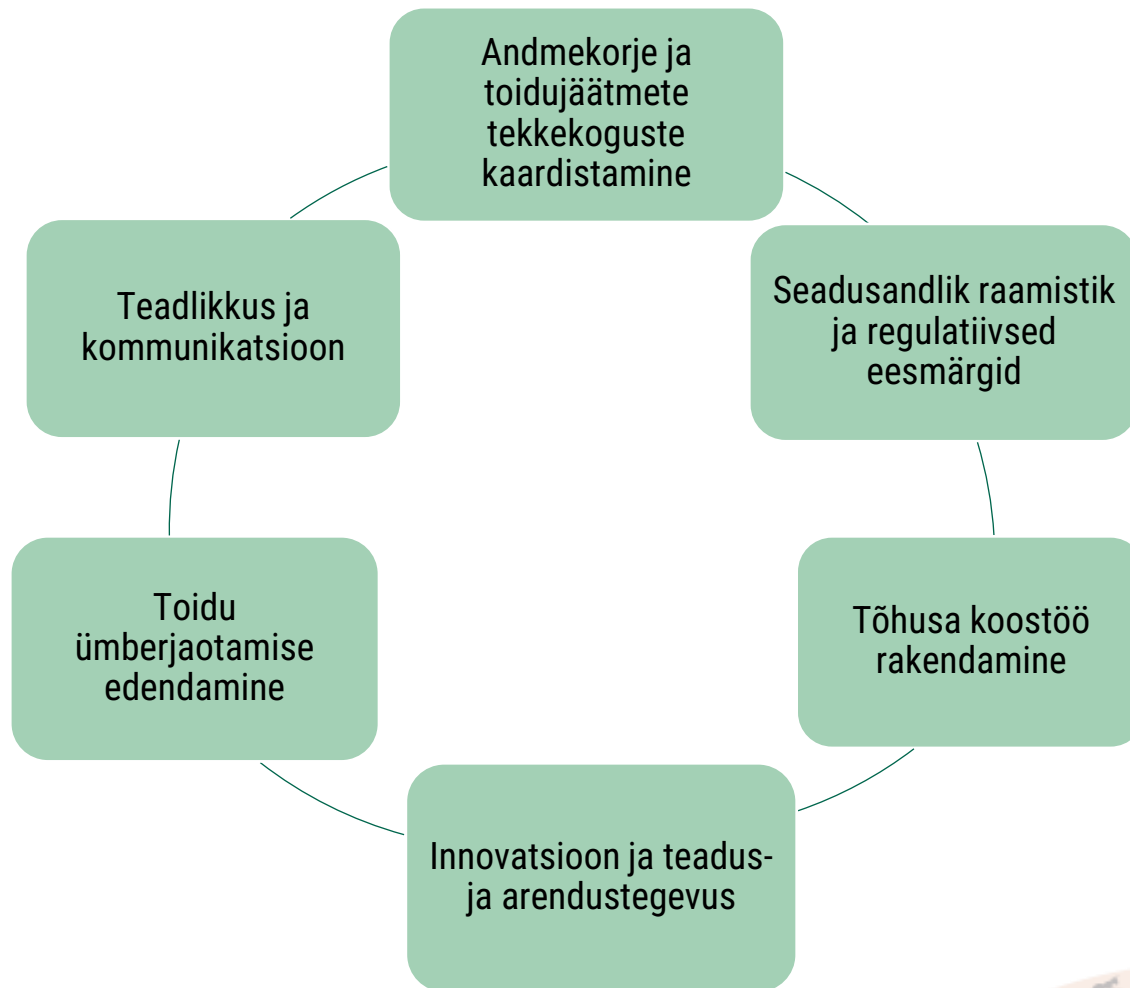 Andmekorje ja
toidujäätmete
tekkekoguste
kaardistamine
Seadusandlik raamistik
ja regulatiivsed
eesmärgid
Tõhusa koostöö
rakendamine
Innovatsioon ja teadus-
ja arendustegevus
Toidu
ümberjaotamise
edendamine
Teadlikkus ja
kommunikatsioon